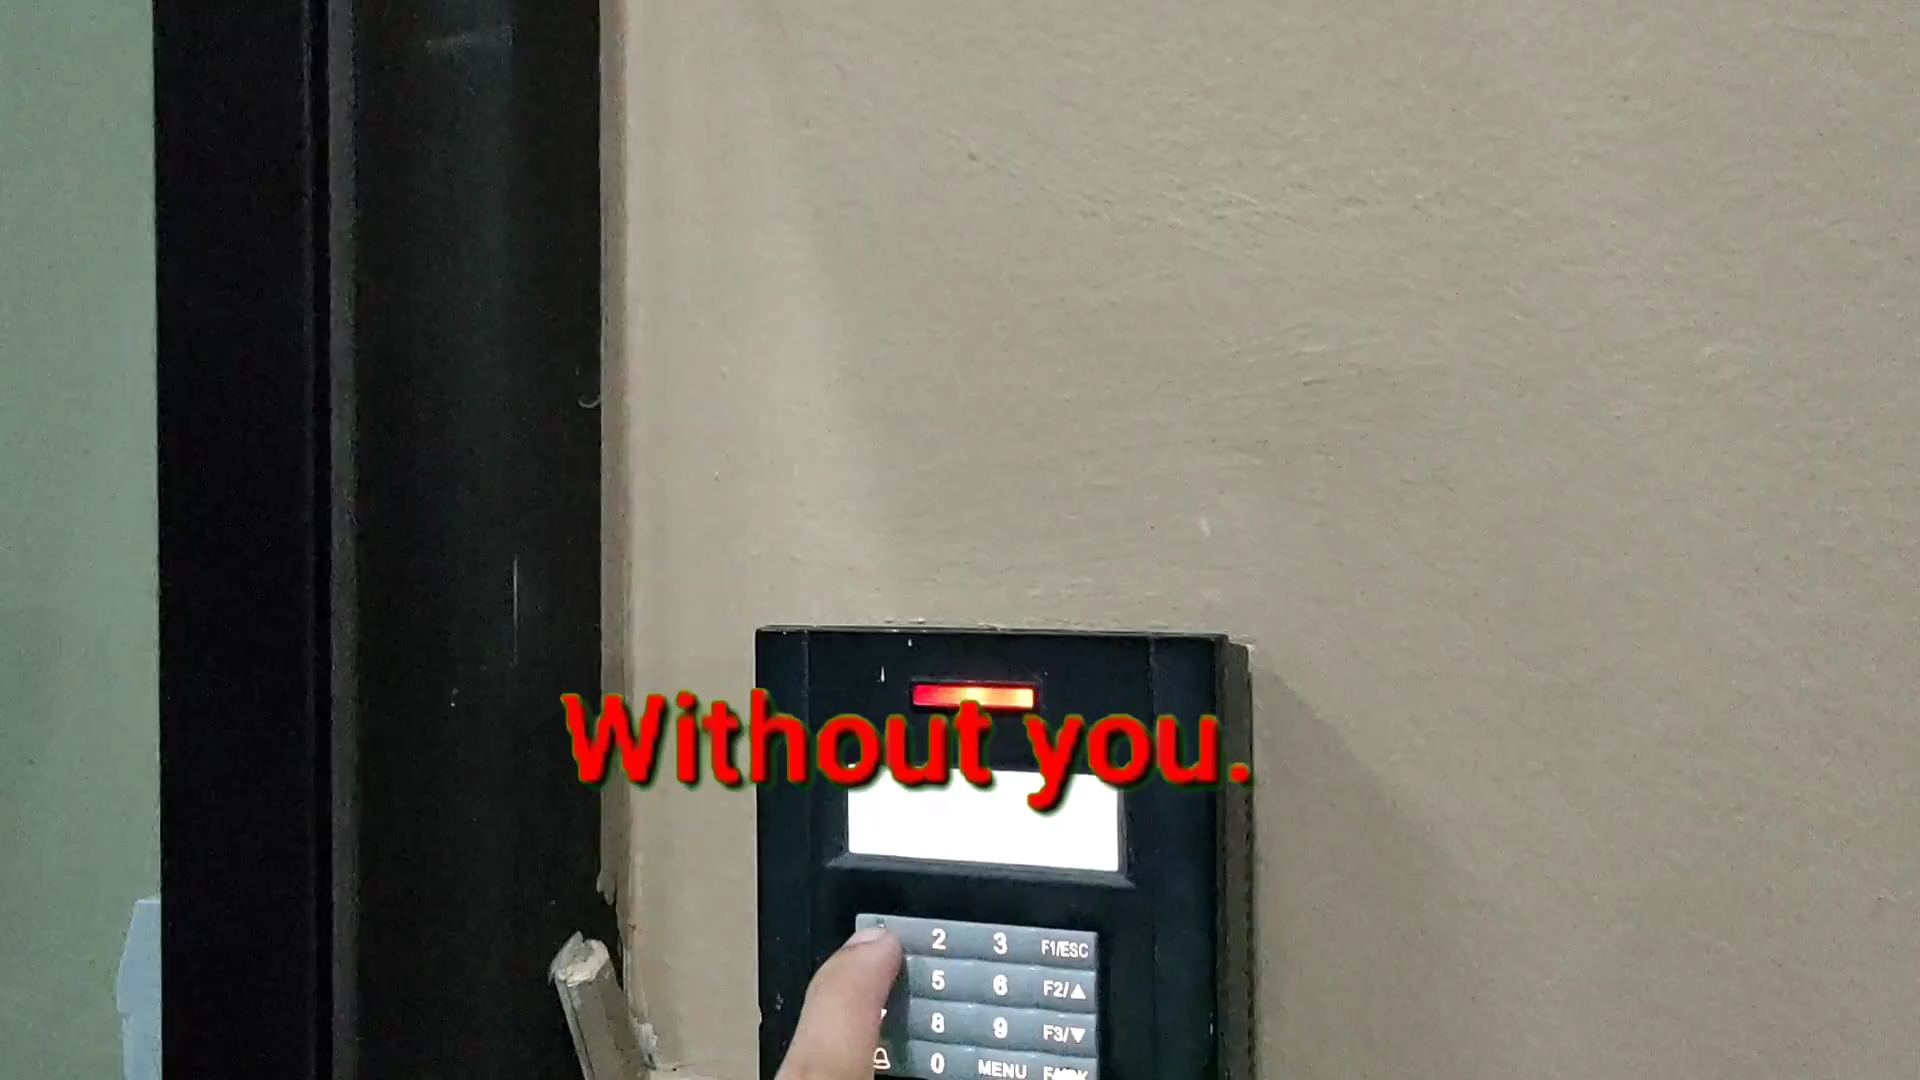 Without you.
2 3 F1/ESC
5 6 F2/▲
8 9 F3/▼
0 MENU